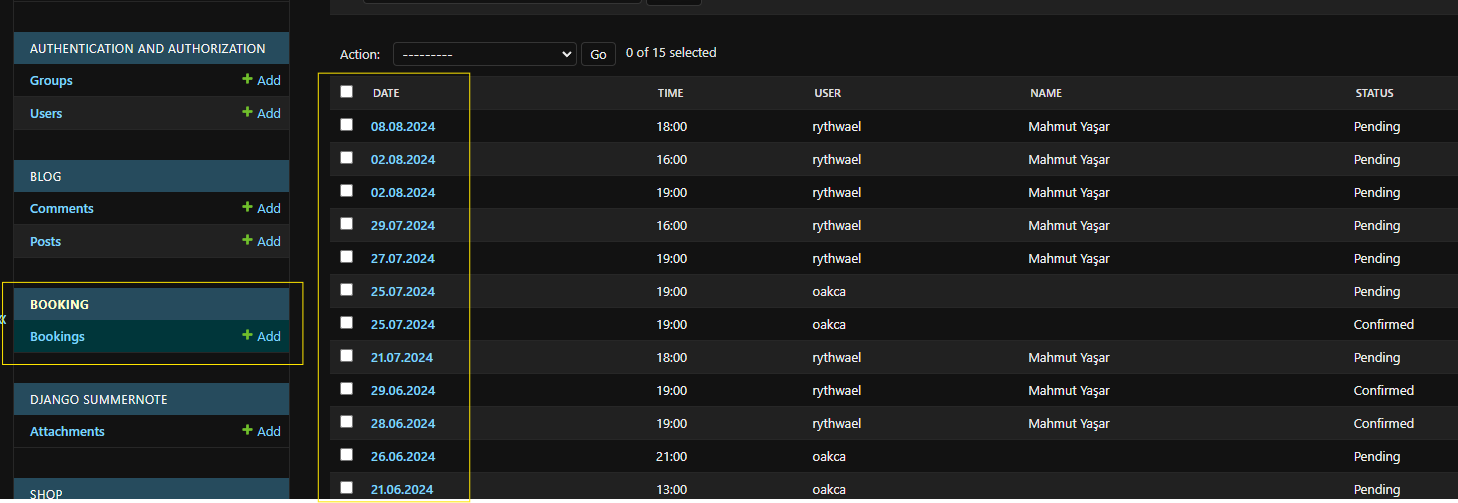 Action: --------- Go 0 of 15 selected
AUTHENTICATION AND AUTHORIZATION
Groups + Add
Users + Add
BLOG
Comments + Add
Posts + Add
«
BOOKING
Bookings + Add
DJANGO SUMMERNOTE
Attachments + Add
SHOP
DATE TIME USER NAME STATUS
08.08.2024 18:00 rythwael Mahmut Yaşar Pending
02.08.2024 16:00 rythwael Mahmut Yaşar Pending
02.08.2024 19:00 rythwael Mahmut Yaşar Pending
29.07.2024 16:00 rythwael Mahmut Yaşar Pending
27.07.2024 19:00 rythwael Mahmut Yaşar Pending
25.07.2024 19:00 oakca Pending
25.07.2024 19:00 oakca Confirmed
21.07.2024 18:00 rythwael Mahmut Yaşar Pending
29.06.2024 19:00 rythwael Mahmut Yaşar Confirmed
28.06.2024 19:00 rythwael Mahmut Yaşar Confirmed
26.06.2024 21:00 oakca Pending
21.06.2024 13:00 oakca Pending